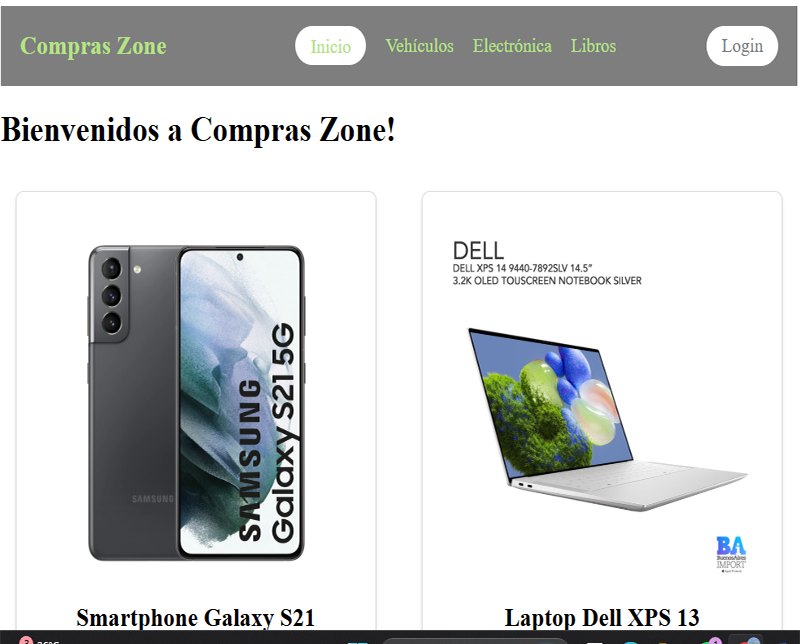 Compras Zone
Inicio
Vehículos
Electrónica
Libros
Login
Bienvenidos a Compras Zone!
SAMSUNG
SAMSUNG
Galaxy S21 5G
DELL
DELL XPS 14 9440-7892SLV 14.5"
3.2K OLED TOUSCREEN NOTEBOOK SILVER
BA
BuenosAires
IMPORT
Smartphone Galaxy S21
Laptop Dell XPS 13